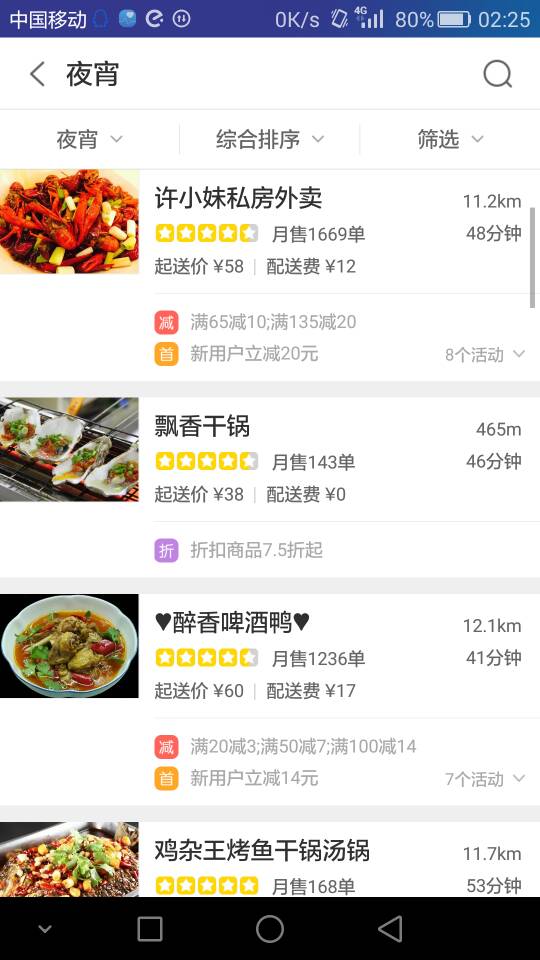 中国移动 0K/s 4G 80% 02:25
夜宵
夜宵 综合排序 筛选
许小妹私房外卖 11.2km
月售1669单 48分钟
起送价 ¥58 | 配送费 ¥12
减 满65减10;满135减20
首 新用户立减20元 8个活动
飘香干锅 465m
月售143单 46分钟
起送价 ¥38 | 配送费 ¥0
折 折扣商品7.5折起
♥醉香啤酒鸭♥ 12.1km
月售1236单 41分钟
起送价 ¥60 | 配送费 ¥17
减 满20减3;满50减7;满100减14
首 新用户立减14元 7个活动
鸡杂王烤鱼干锅汤锅 11.7km
月售168单 53分钟